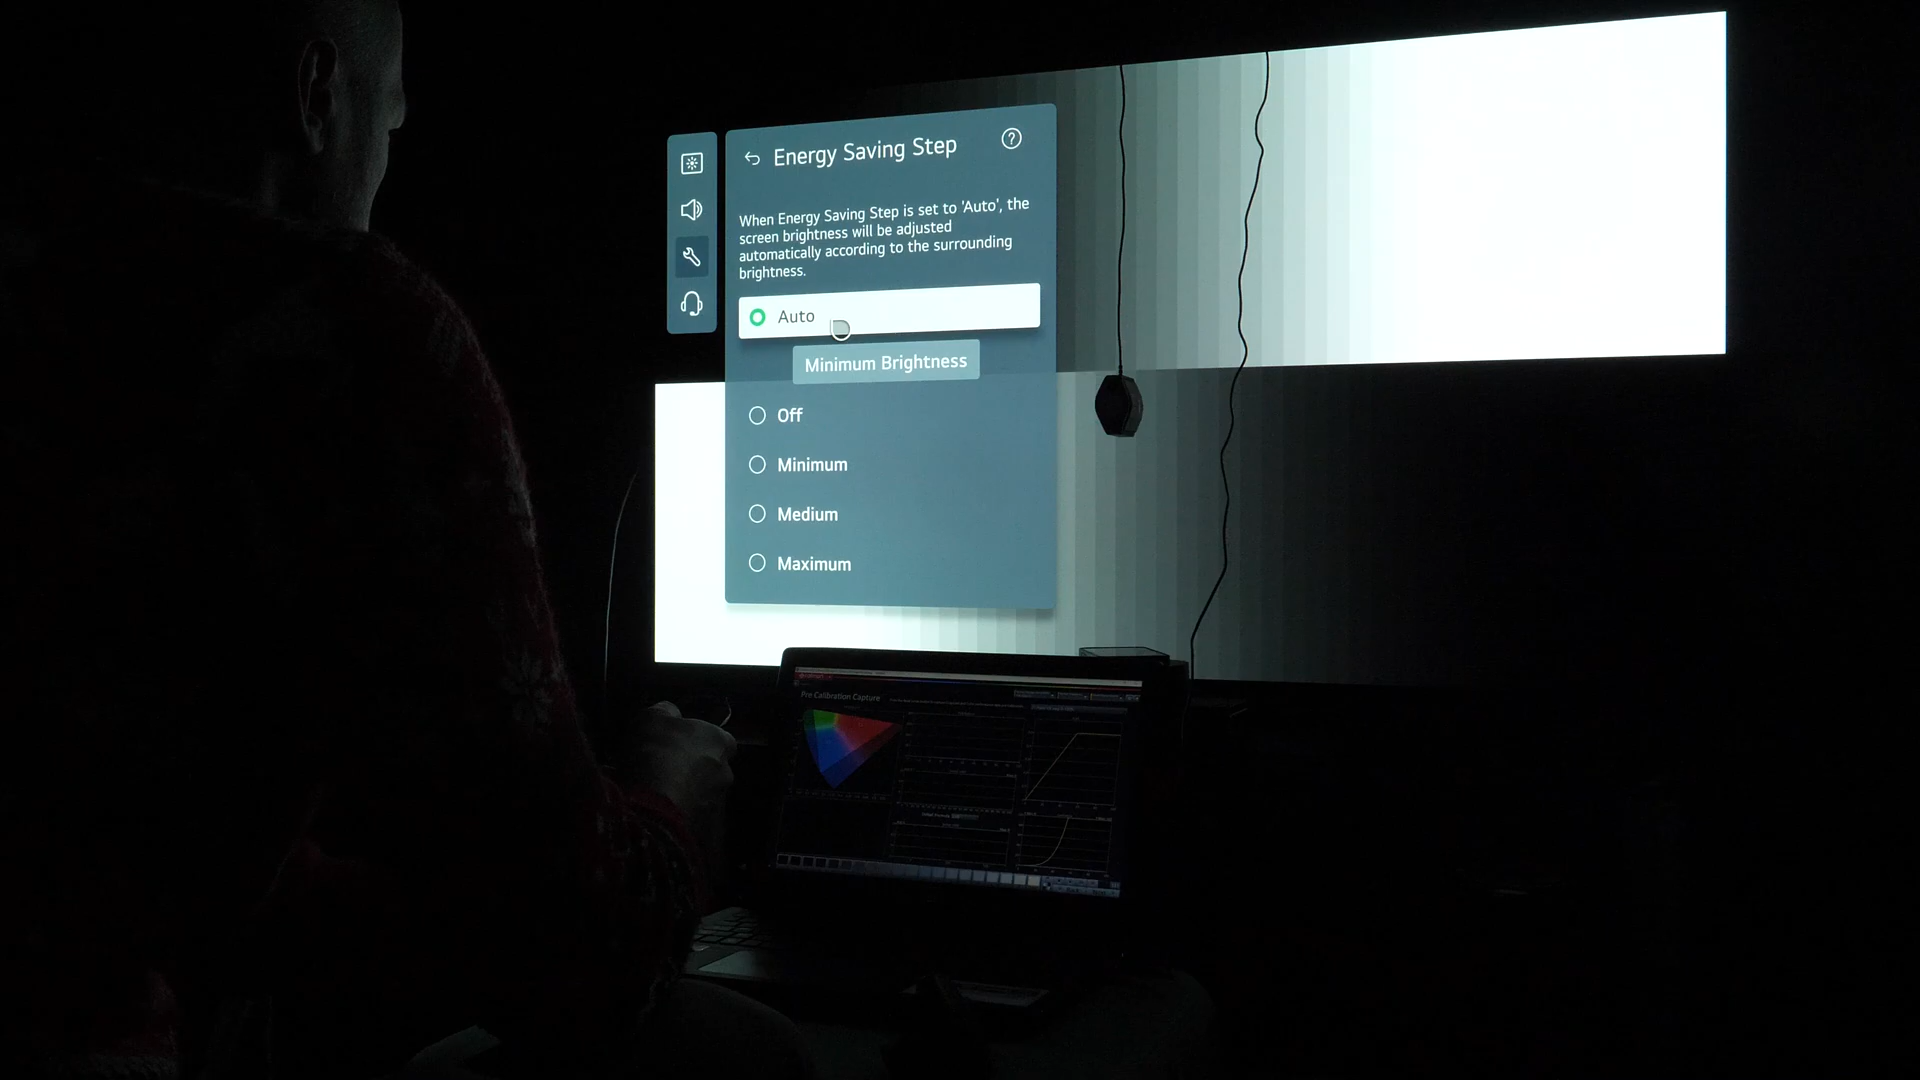 Energy Saving Step
?
When Energy Saving Step is set to 'Auto', the
screen brightness will be adjusted
automatically according to the surrounding
brightness.
Auto
Minimum Brightness
Off
Minimum
Medium
Maximum
Pre Calibration Capture